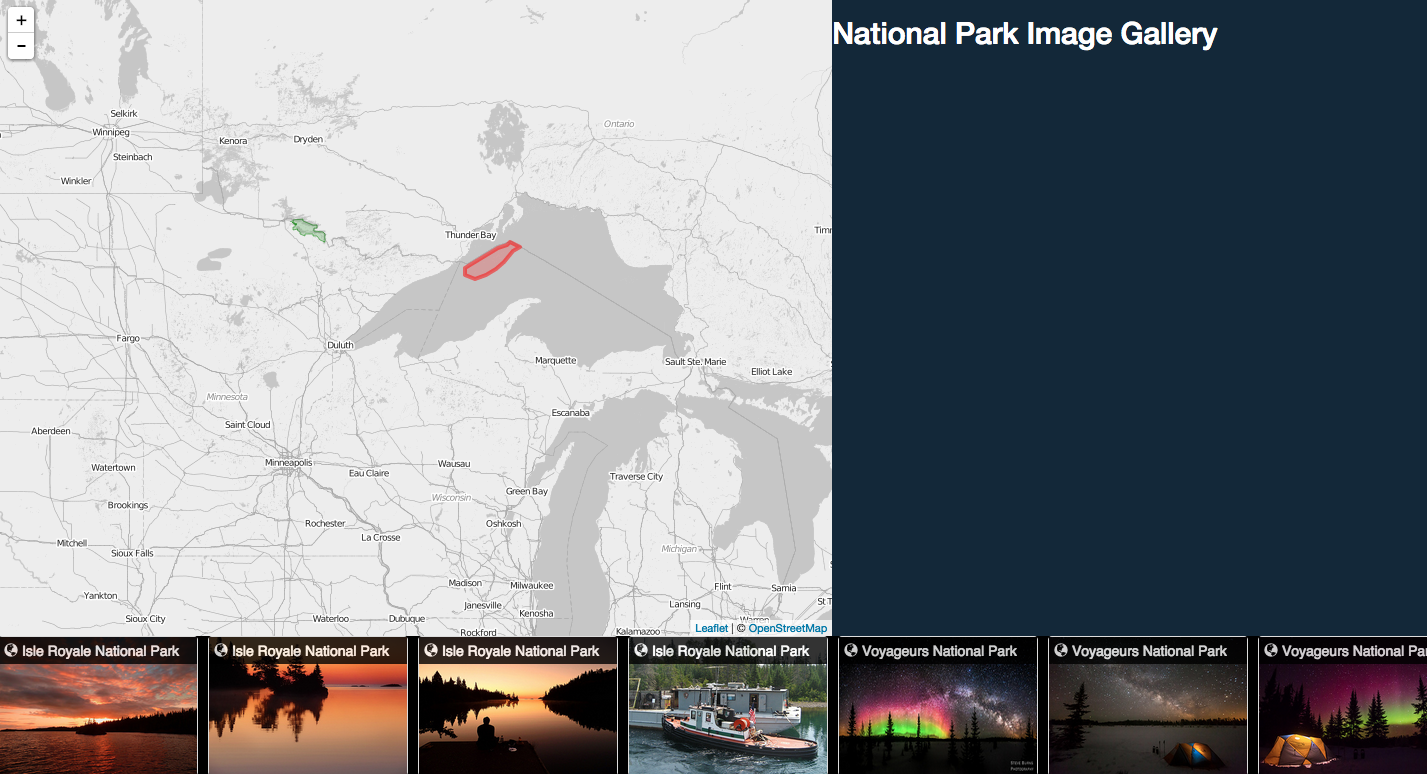 +
−
National Park Image Gallery
Selkirk
Winnipeg
Kenora
Dryden
Ontario
Steinbach
Winkler
Thunder Bay
Fargo
Duluth
Marquette
Sault Ste. Marie
Elliot Lake
Minnesota
Escanaba
Saint Cloud
Aberdeen
Minneapolis
Watertown
Eau Claire
Wausau
Traverse City
Green Bay
Wisconsin
Brookings
Rochester
Oshkosh
La Crosse
Mitchell
Sioux Falls
Michigan
Madison
Milwaukee
Flint
Sarnia
Yankton
Janesville
Lansing
Sioux City
Waterloo
Dubuque
Kenosha
Rockford
Kalamazoo
Warren
Leaflet | © OpenStreetMap
Isle Royale National Park
Isle Royale National Park
Isle Royale National Park
Isle Royale National Park
Voyageurs National Park
Voyageurs National Park
Voyageurs National Par